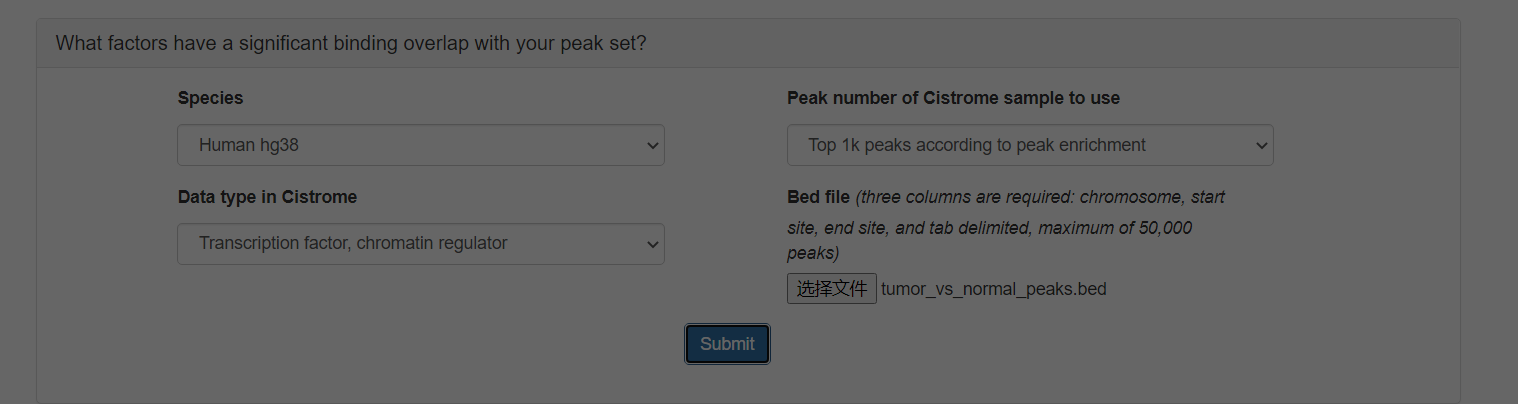 What factors have a significant binding overlap with your peak set?
Species
Human hg38
Data type in Cistrome
Transcription factor, chromatin regulator
Peak number of Cistrome sample to use
Top 1k peaks according to peak enrichment
Bed file (three columns are required: chromosome, start
site, end site, and tab delimited, maximum of 50,000
peaks)
选择文件 tumor_vs_normal_peaks.bed
Submit